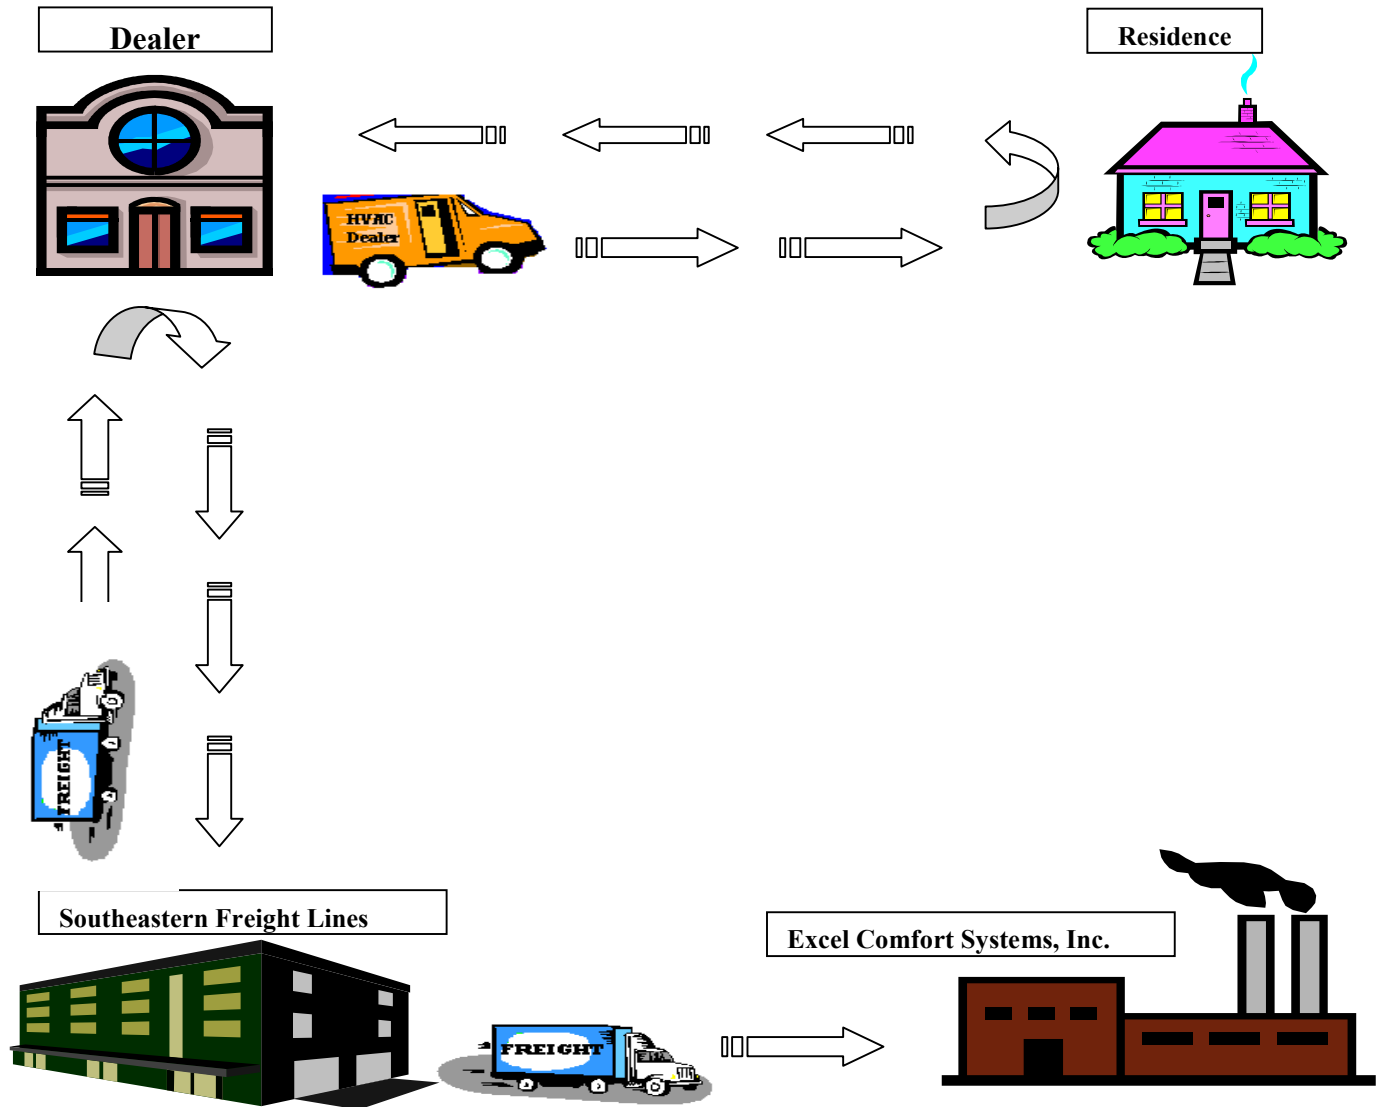 Dealer
Residence
HVAC
Dealer
FREIGHT
Southeastern Freight Lines
Excel Comfort Systems, Inc.
FREIGHT